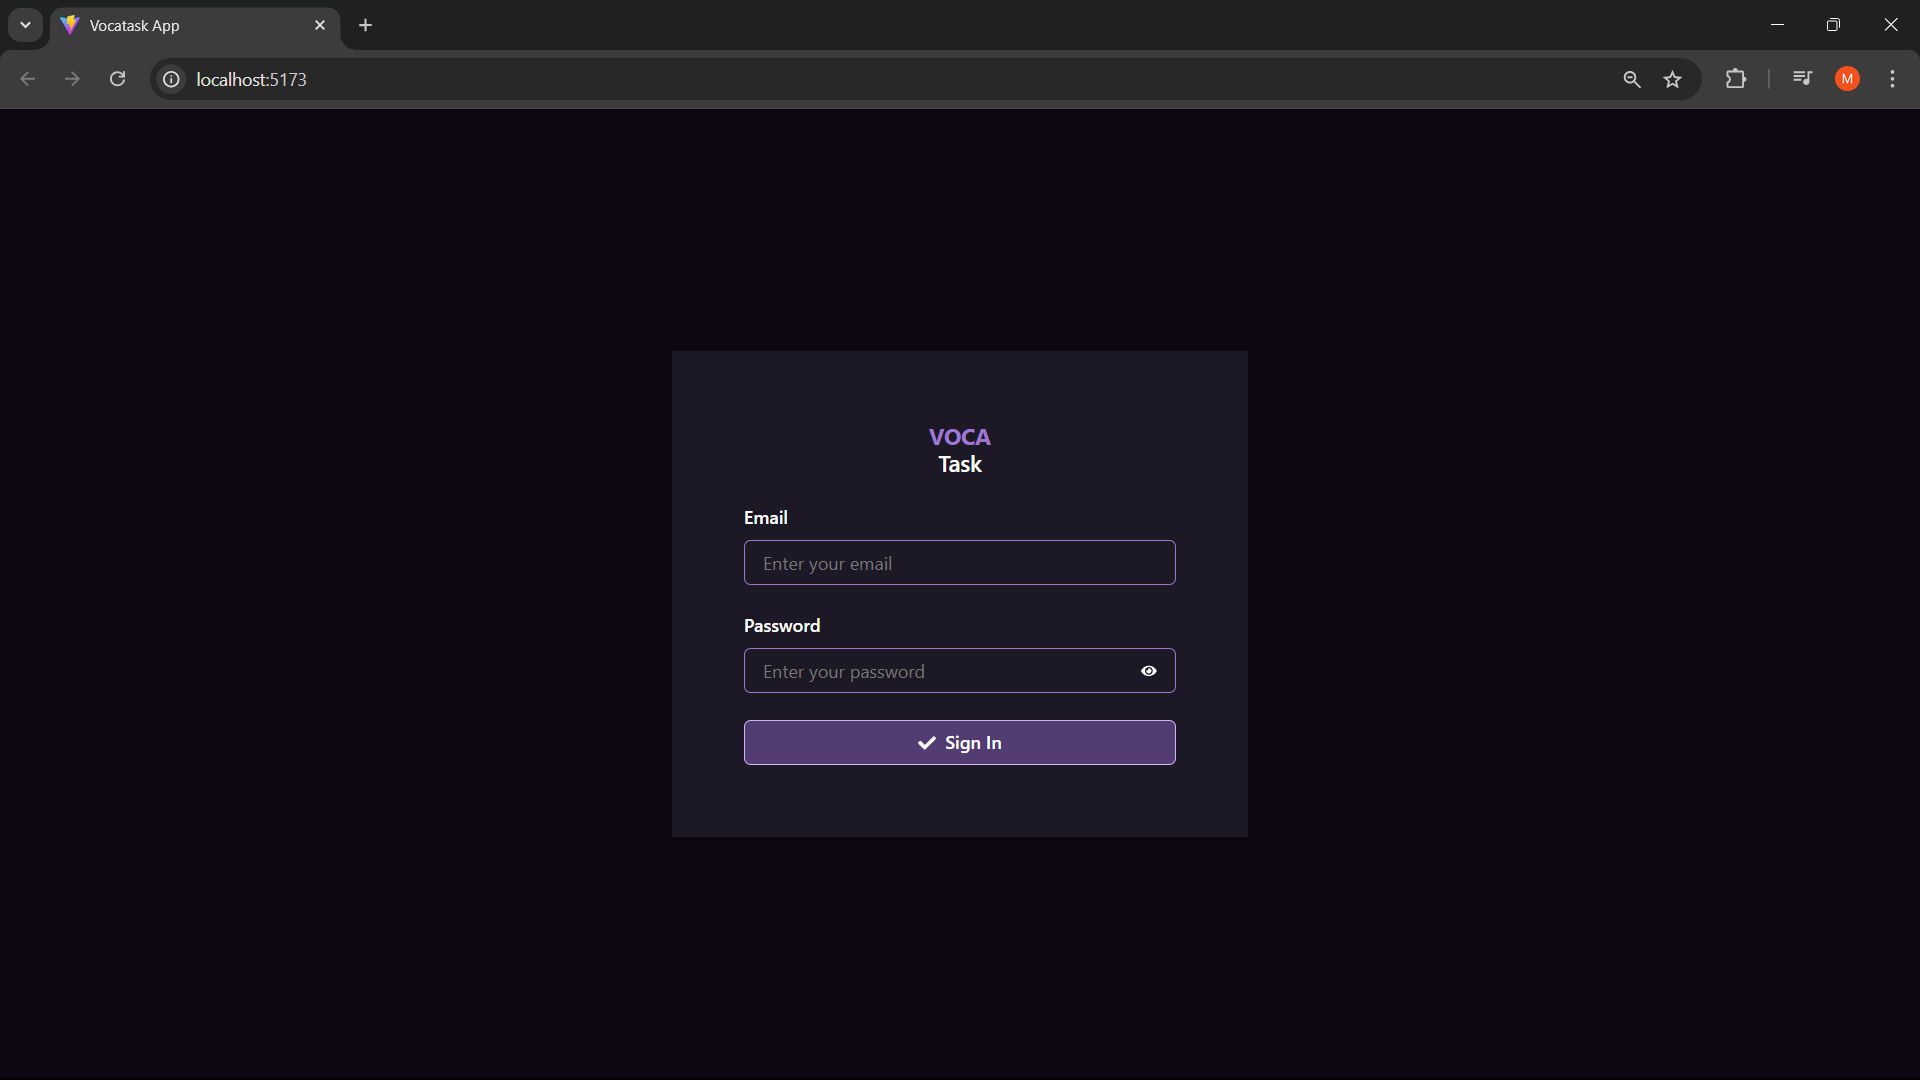 Vocatask App
localhost:5173
M
VOCA
Task
Email
Enter your email
Password
Enter your password
Sign In